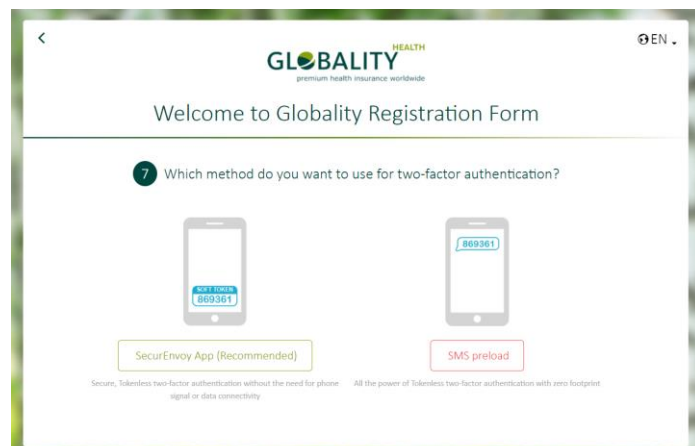 EN
GLOBALITY HEALTH
premium health insurance worldwide
Welcome to Globality Registration Form
7 Which method do you want to use for two-factor authentication?
SOFT TOKEN
869361
869361
SecurEnvoy App (Recommended)
SMS preload
Secure, Tokenless two-factor authentication without the need for phone
signal or data connectivity
All the power of Tokenless two-factor authentication with zero footprint